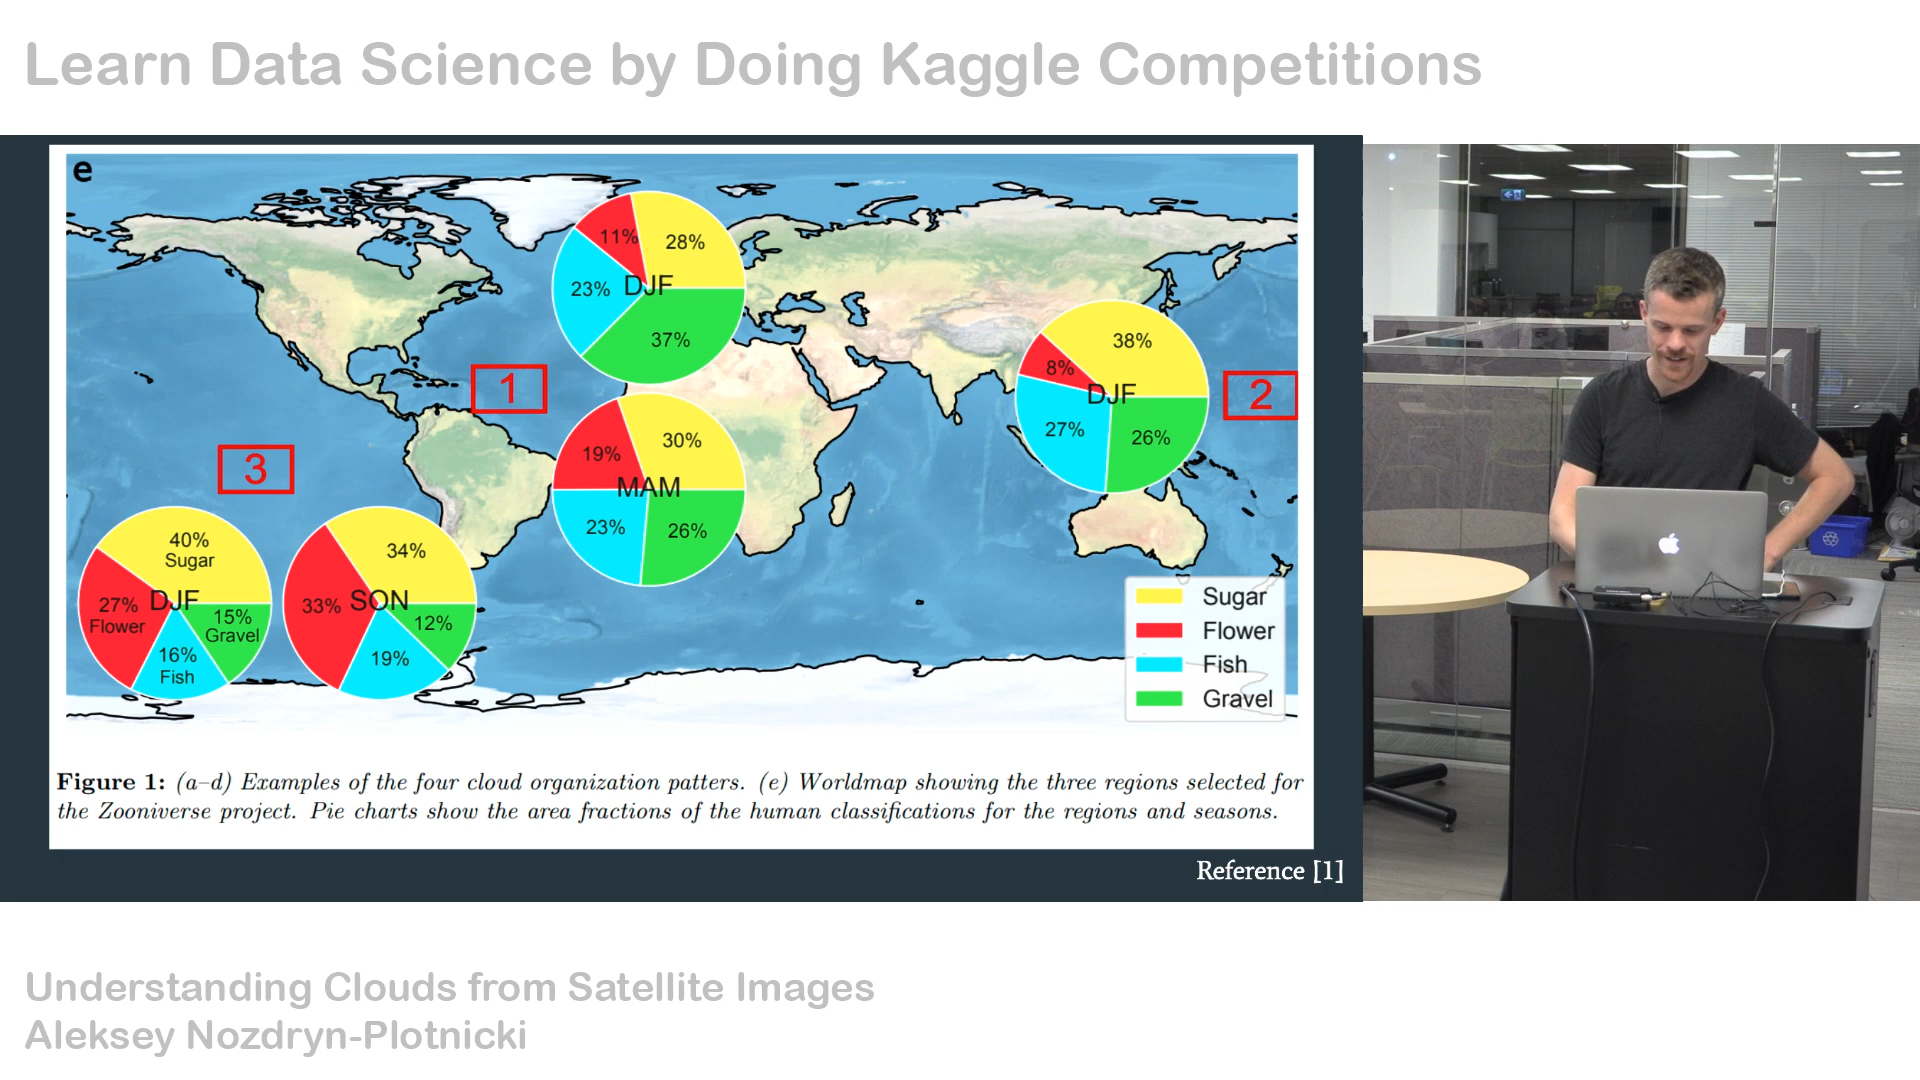 Learn Data Science by Doing Kaggle Competitions
e
11%
28%
23%
DJF
37%
38%
8%
DJF
27%
26%
1
2
3
19%
30%
MAM
23%
26%
40%
Sugar
27%
DJF
Flower
15%
Gravel
16%
Fish
34%
33%
SON
12%
19%
Sugar
Flower
Fish
Gravel
Figure 1: (a–d) Examples of the four cloud organization patters. (e) Worldmap showing the three regions selected for
the Zooniverse project. Pie charts show the area fractions of the human classifications for the regions and seasons.
Reference [1]
Understanding Clouds from Satellite Images
Aleksey Nozdryn-Plotnicki